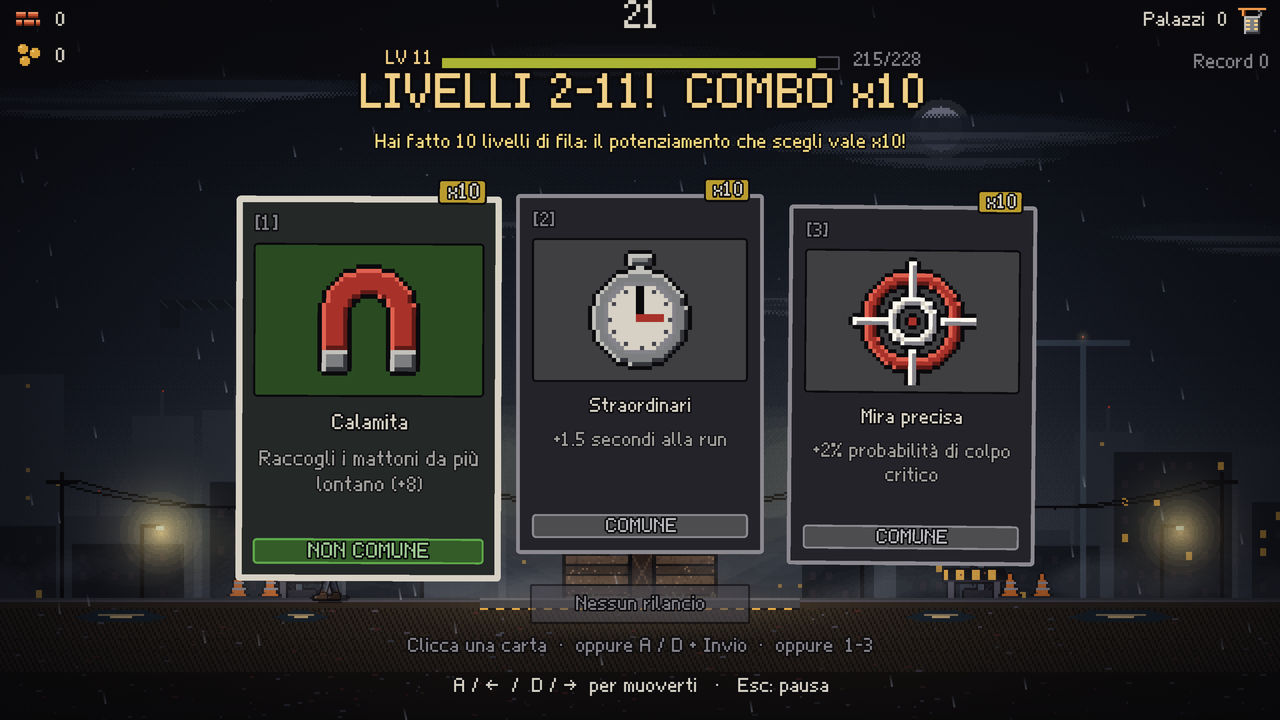 0
21
Palazzi 0
0
LV 11
215/228
Record 0
LIVELLI 2-11! COMBO x10
Hai fatto 10 livelli di fila: il potenziamento che scegli vale x10!
x10
x10
x10
[1]
[2]
[3]
Calamita
Raccogli i mattoni da più
lontano (+8)
NON COMUNE
Straordinari
+1.5 secondi alla run
COMUNE
Mira precisa
+2% probabilità di colpo
critico
COMUNE
Nessun rilancio
Clicca una carta · oppure A / D + Invio · oppure 1-3
A / ← / D / → per muoverti · Esc: pausa